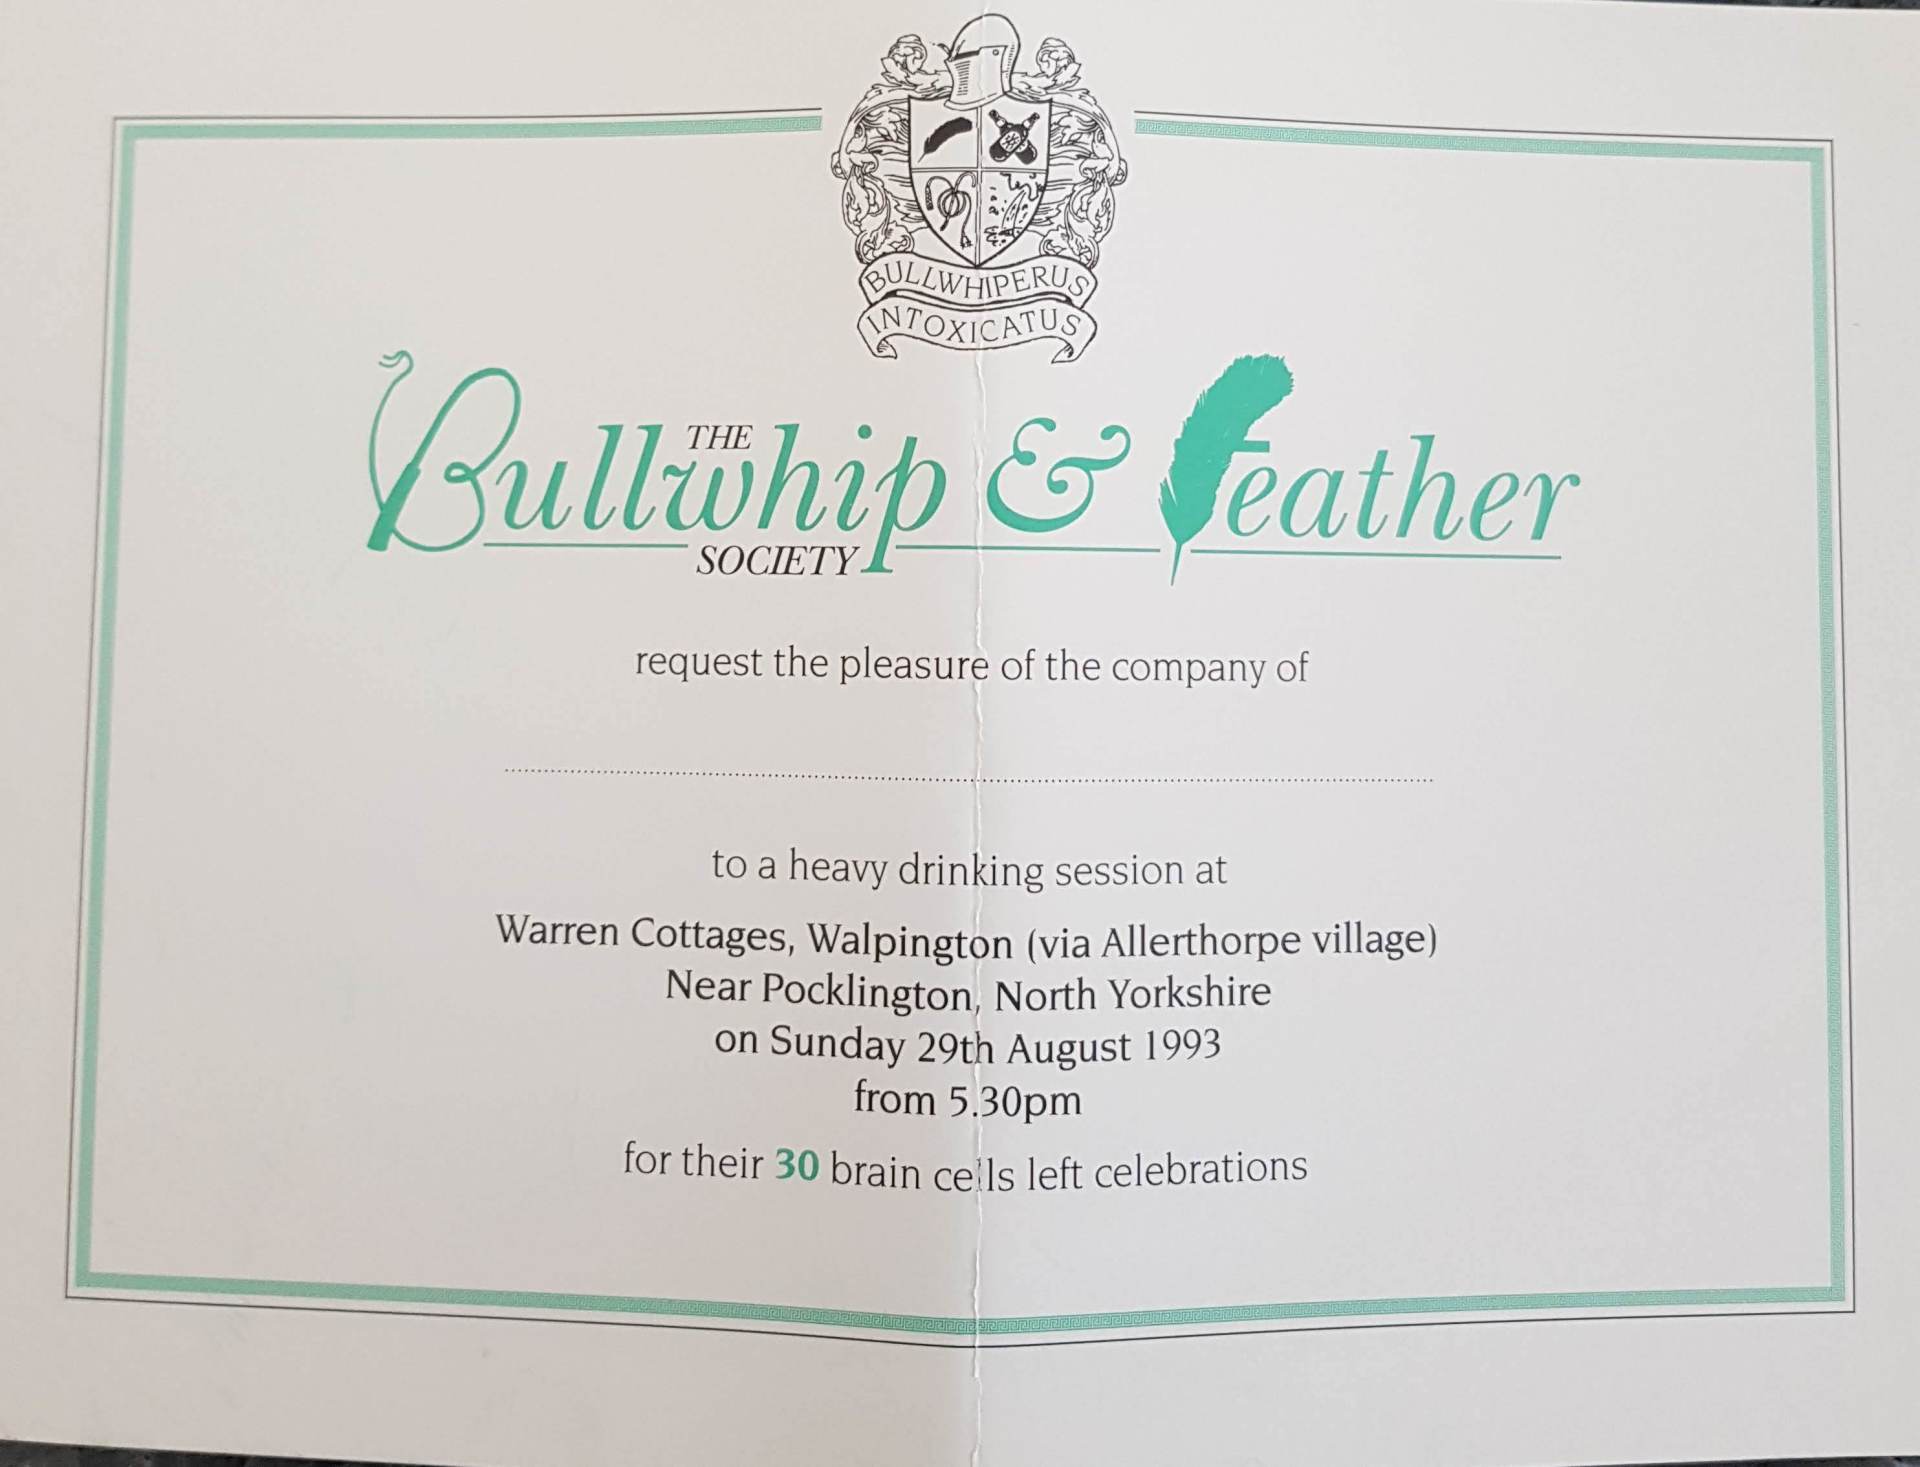 BULLWHIPERUS
INTOXICATUS
THE
Bullwhip & Feather
SOCIETY
request the pleasure of the company of
to a heavy drinking session at
Warren Cottages, Walpington (via Allerthorpe village)
Near Pocklington, North Yorkshire
on Sunday 29th August 1993
from 5.30pm
for their 30 brain cells left celebrations